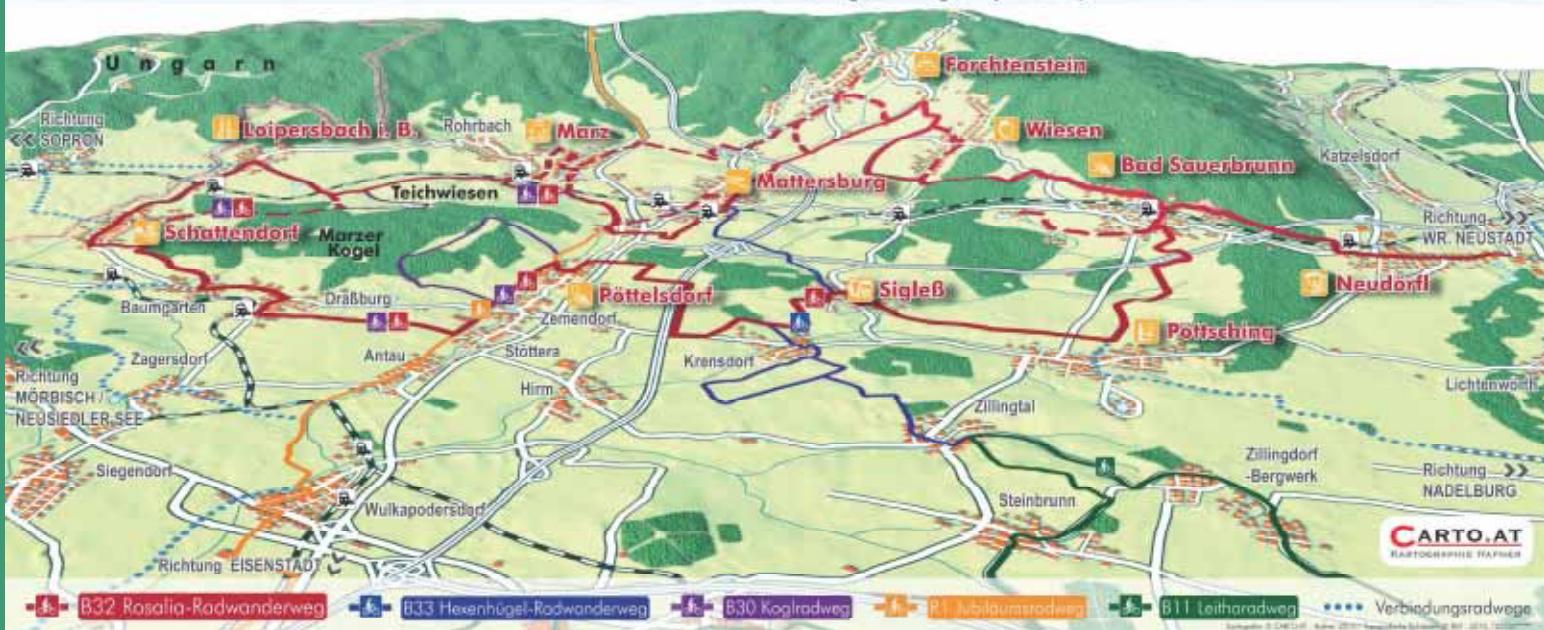 Ungarn
Forchtenstein
Richtung
SOPRON
Loipersbach i. B.
Rohrbach
Marz
Wiesen
Katzelsdorf
Bad Sauerbrunn
Teichwiesen
Mattersburg
Richtung
WR. NEUSTADT
Schattendorf
Marzer
Kogel
Neudörfl
Sigleß
Pöttelsdorf
Baumgarten
Draßburg
Zemendorf
Pöttsching
Zagersdorf
Antau
Stöttera
Krensdorf
Richtung
MÖRBISCH /
NEUSIEDLER SEE
Hirm
Lichtenwörth
Zillingtal
Siegendorf
Zillingdorf
-Bergwerk
Richtung
NADELBURG
Steinbrunn
Wulkaprodersdorf
CARTO.AT
KARTOGRAPHIE HAFNER
Richtung EISENSTADT
B32 Rosalia-Radwanderweg
B33 Hexenhügel-Radwanderweg
B30 Koglradweg
R1 Jubiläumsradweg
B11 Leitharadweg
Verbindungsradwege